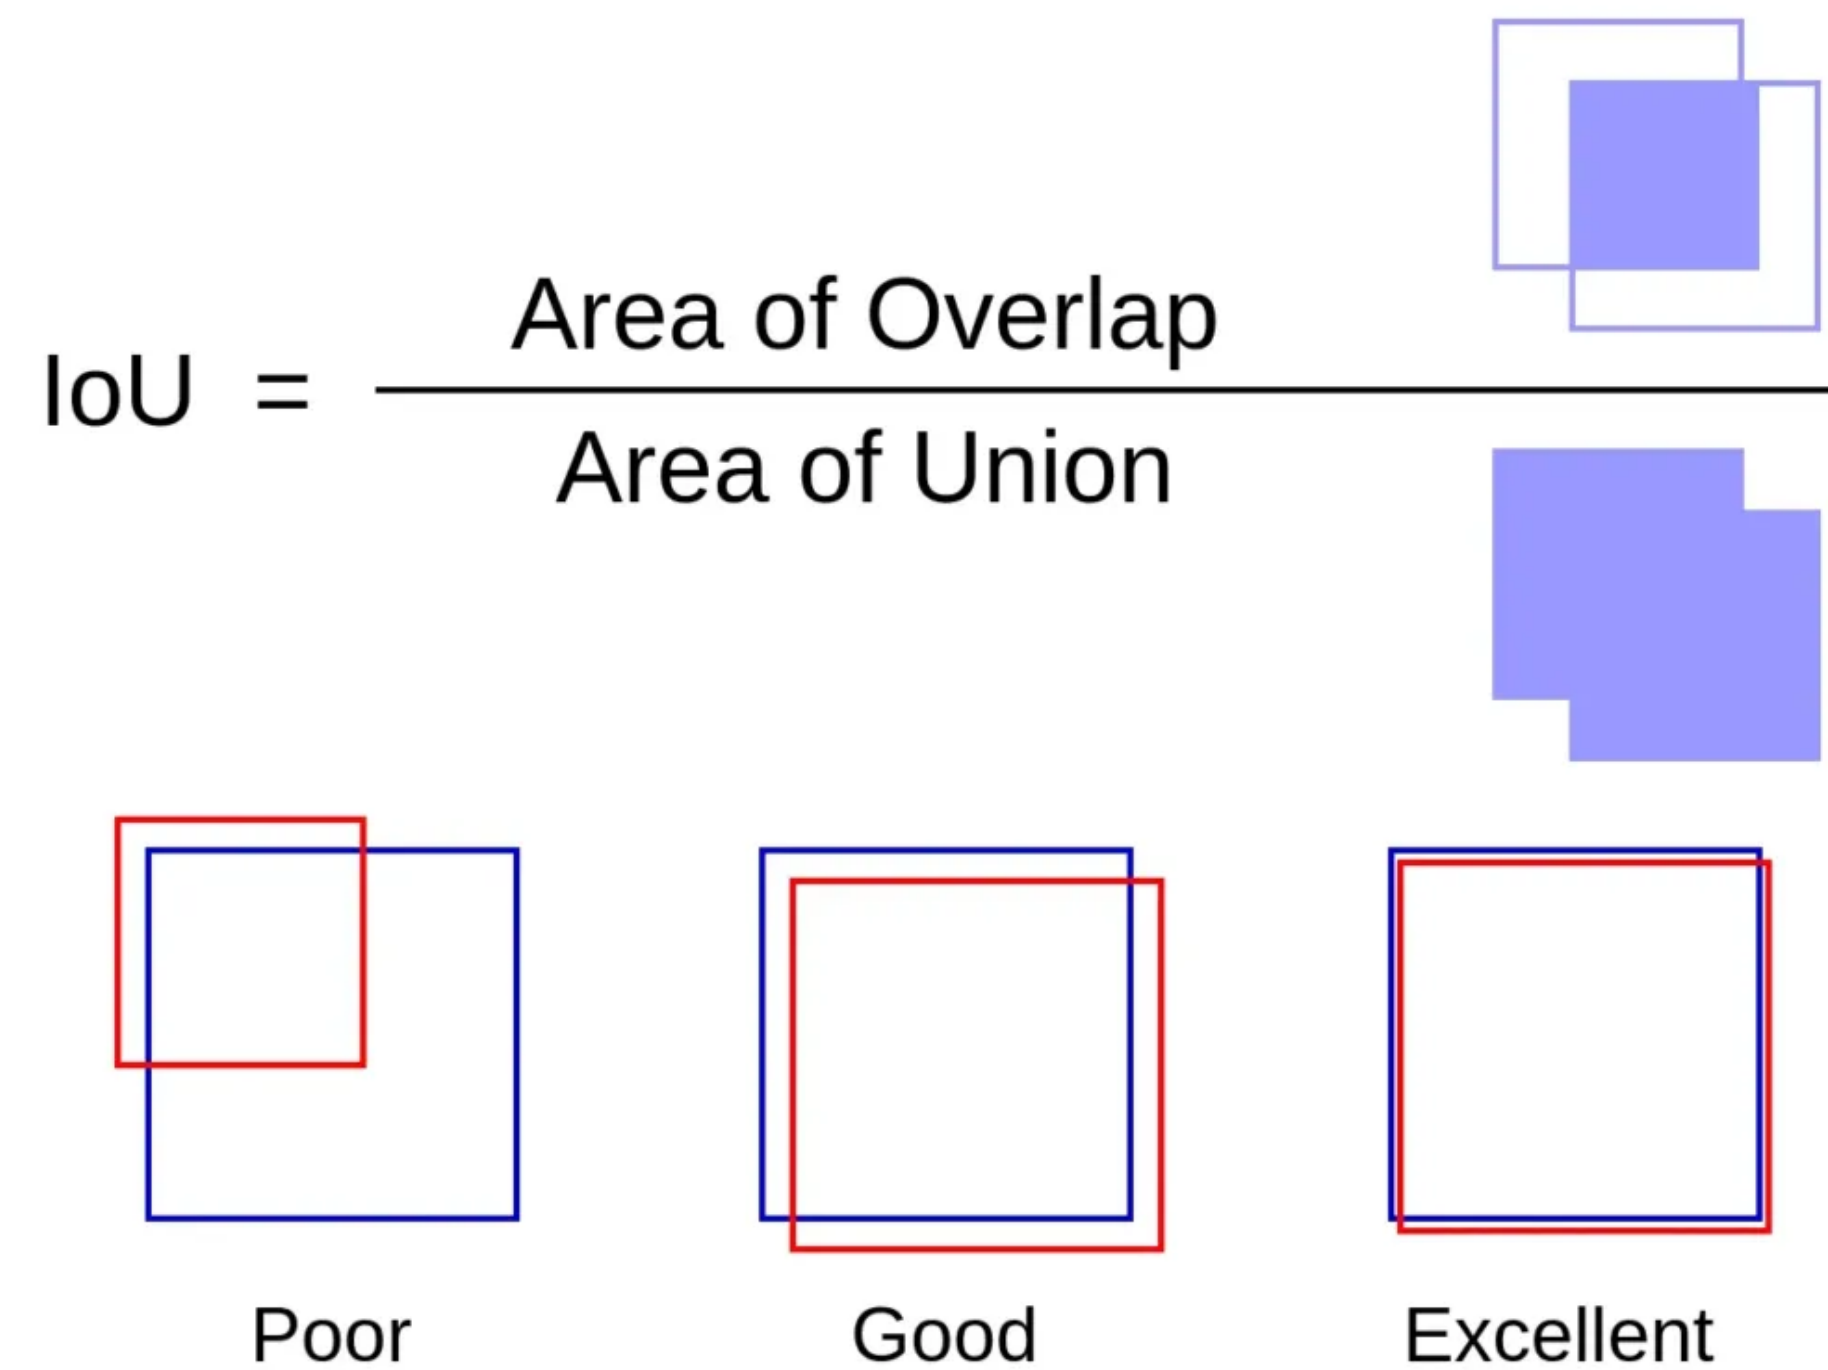 Area of Overlap
IoU =
Area of Union
Poor
Good
Excellent